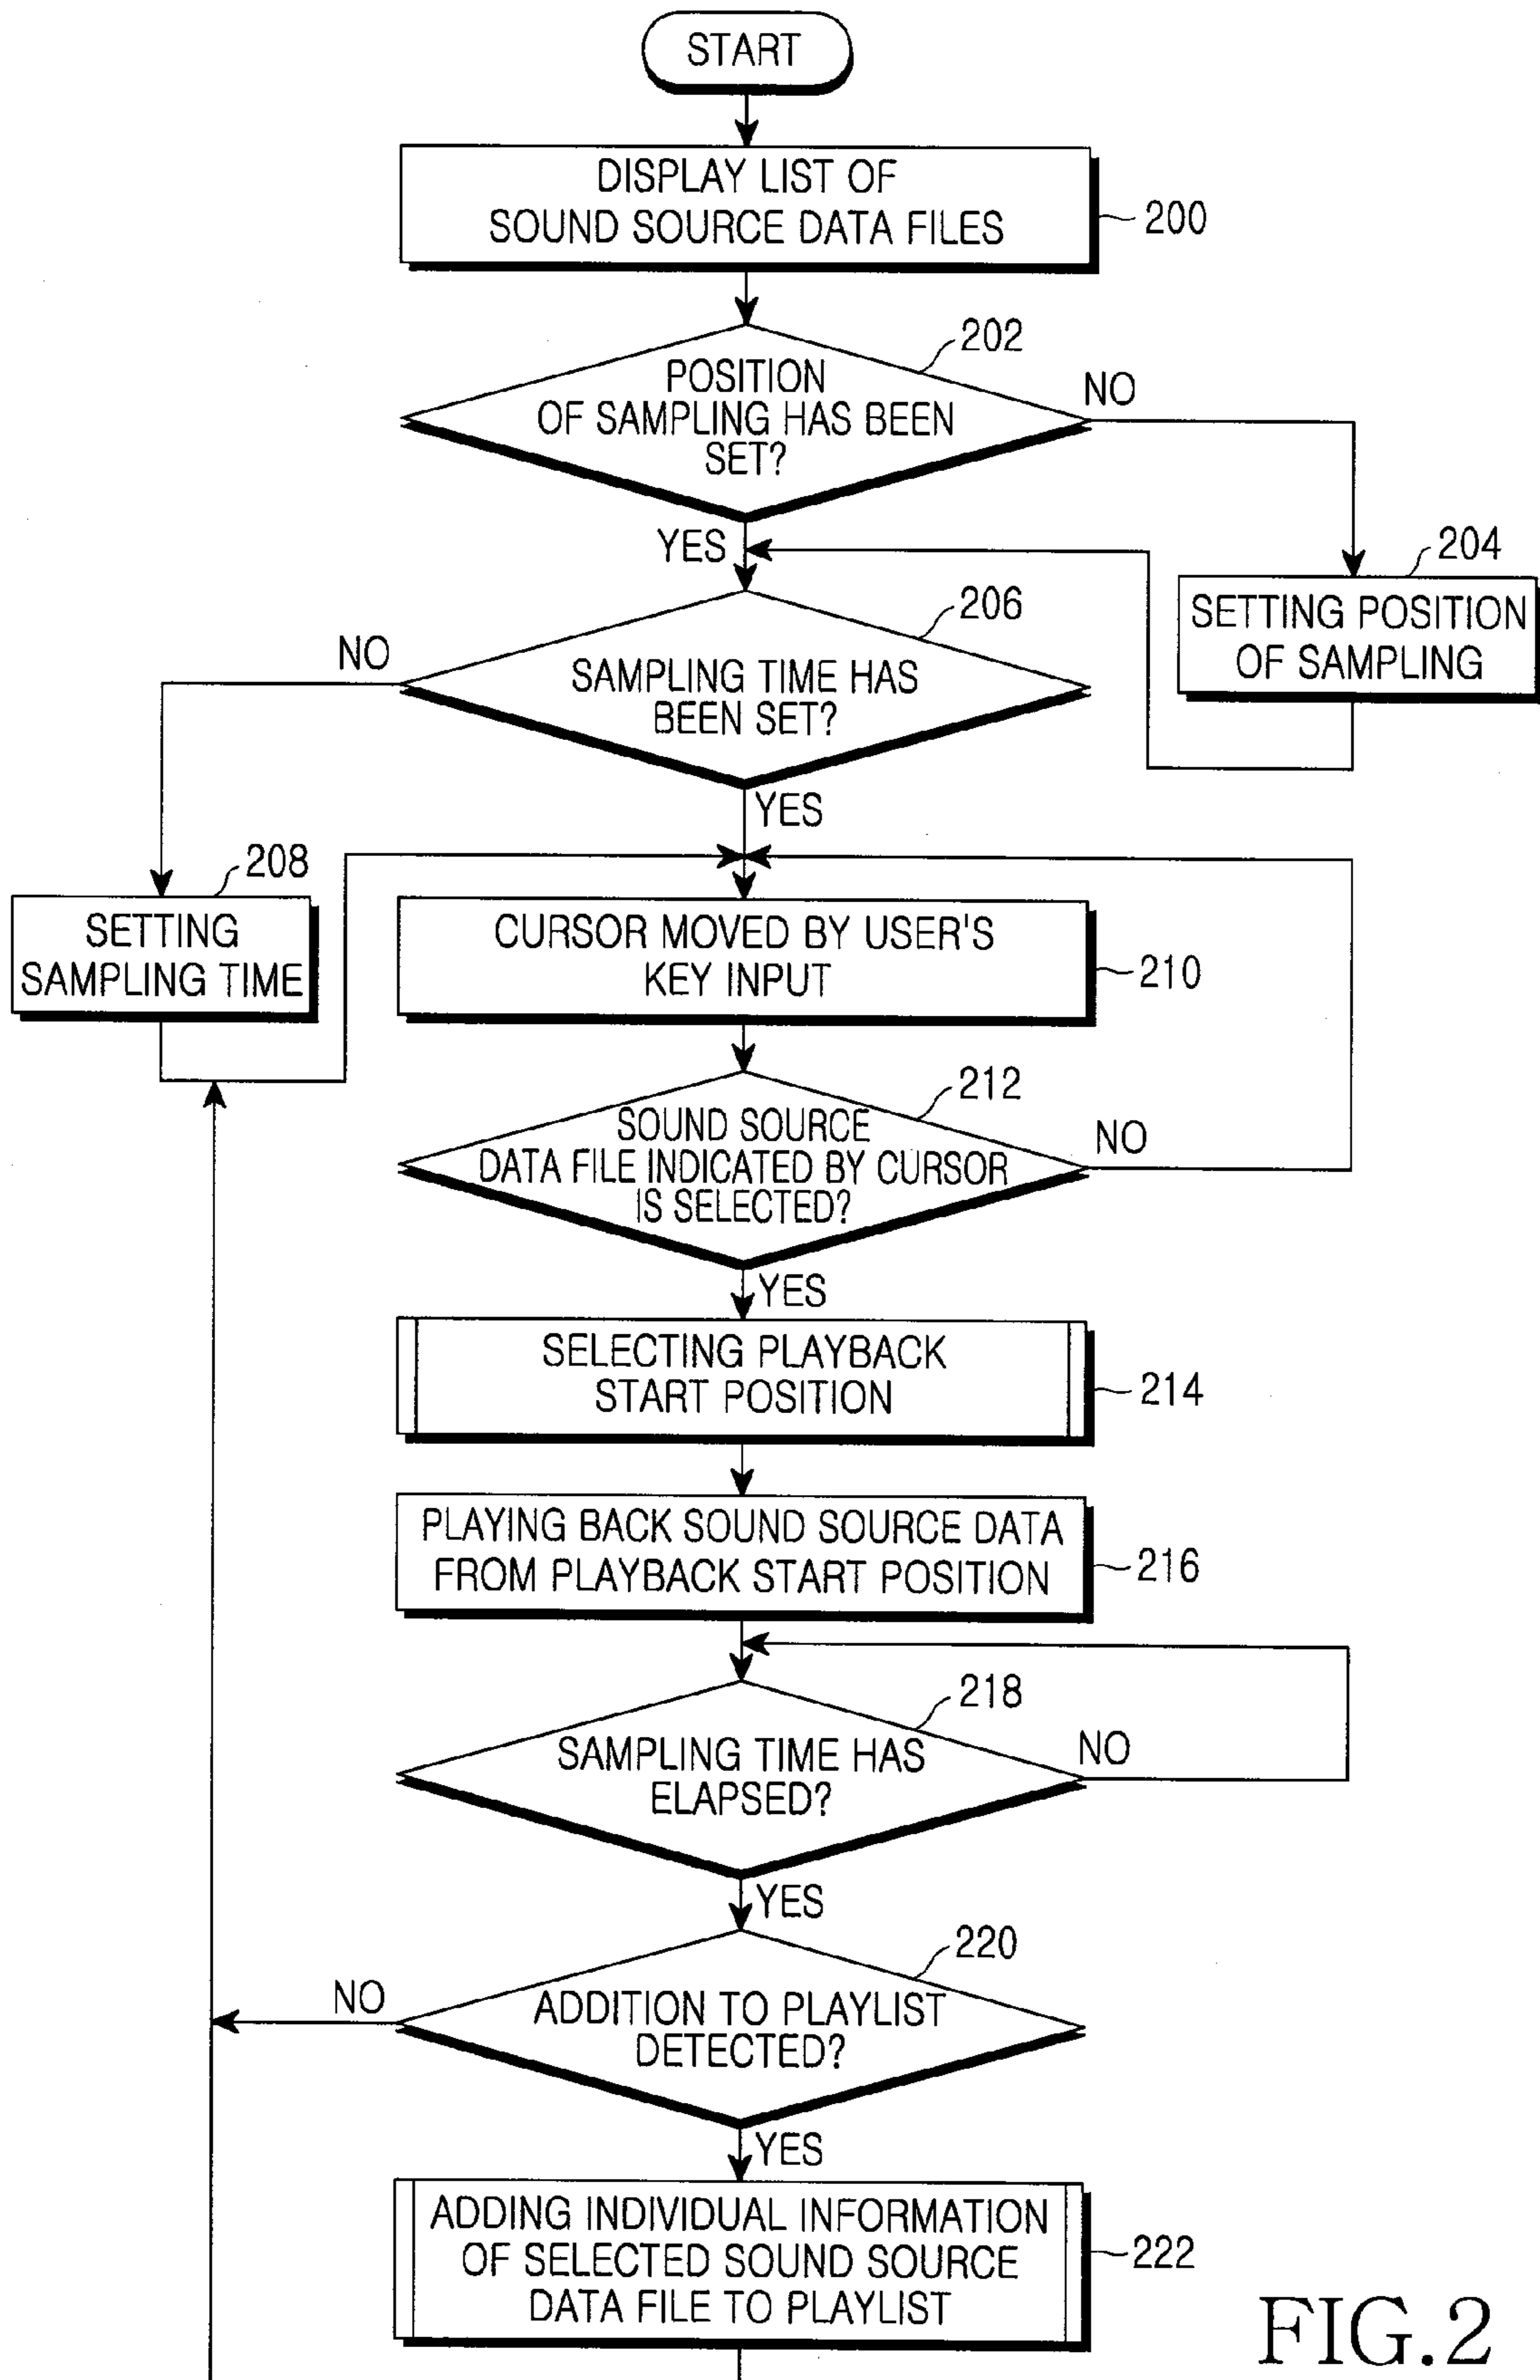 START
DISPLAY LIST OF
SOUND SOURCE DATA FILES
200
202
POSITION
OF SAMPLING HAS BEEN
SET?
NO
YES
204
SETTING POSITION
OF SAMPLING
206
NO
SAMPLING TIME HAS
BEEN SET?
YES
208
SETTING
SAMPLING TIME
CURSOR MOVED BY USER'S
KEY INPUT
210
212
SOUND SOURCE
DATA FILE INDICATED BY CURSOR
IS SELECTED?
NO
YES
SELECTING PLAYBACK
START POSITION
214
PLAYING BACK SOUND SOURCE DATA
FROM PLAYBACK START POSITION
216
218
SAMPLING TIME HAS
ELAPSED?
NO
YES
220
NO
ADDITION TO PLAYLIST
DETECTED?
YES
ADDING INDIVIDUAL INFORMATION
OF SELECTED SOUND SOURCE
DATA FILE TO PLAYLIST
222
FIG.2